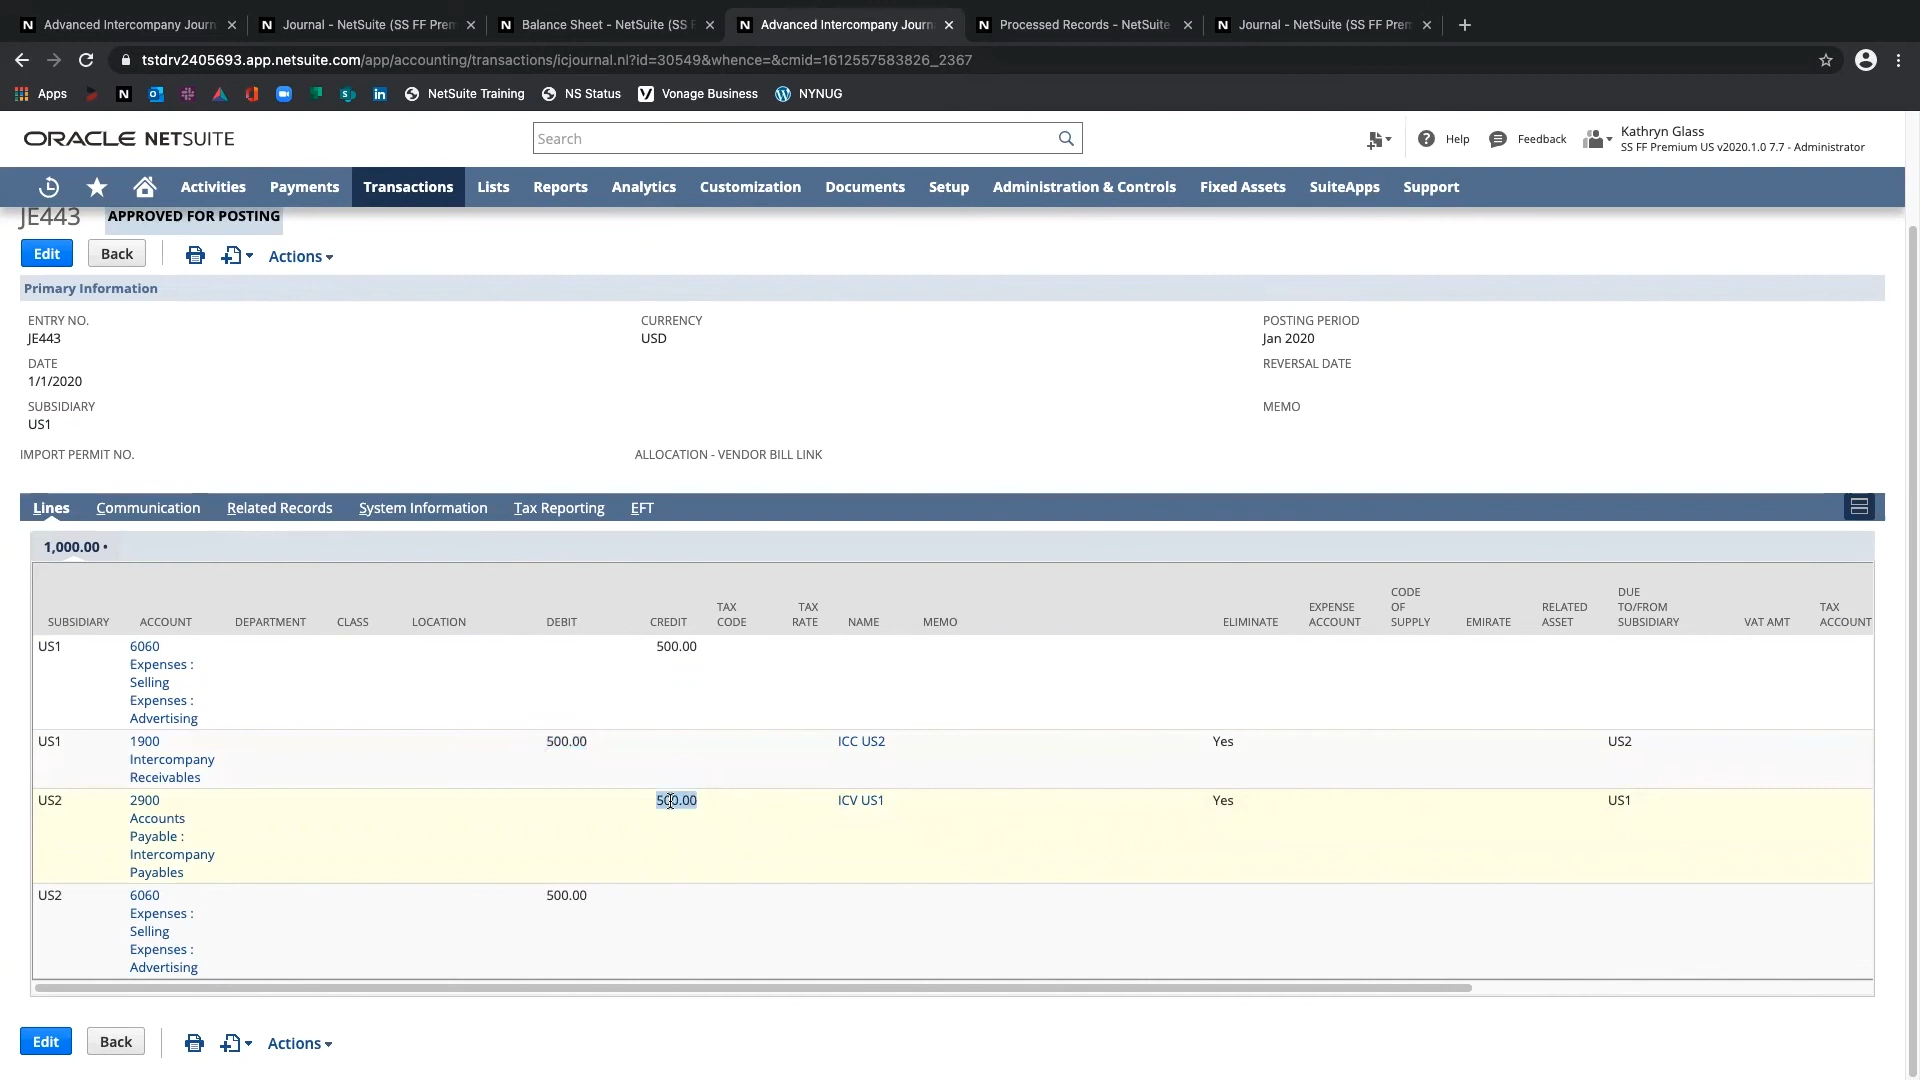 Advanced Intercompany Journ
Journal - NetSuite (SS FF Prem
Balance Sheet - NetSuite (SS F
Advanced Intercompany Journ
Processed Records - NetSuite
Journal - NetSuite (SS FF Prem
tstdrv2405693.app.netsuite.com/app/accounting/transactions/icjournal.nl?id=30549&whence=&cmid=1612557583826_2367
Apps
NetSuite Training
NS Status
Vonage Business
NYNUG
ORACLE NETSUITE
Search
Help
Feedback
Kathryn Glass
SS FF Premium US v2020.1.0 7.7 - Administrator
Activities Payments Transactions Lists Reports Analytics Customization Documents Setup Administration & Controls Fixed Assets SuiteApps Support
JE443 APPROVED FOR POSTING
Edit Back Actions
Primary Information
ENTRY NO. CURRENCY POSTING PERIOD
JE443 USD Jan 2020
DATE REVERSAL DATE
1/1/2020
SUBSIDIARY MEMO
US1
IMPORT PERMIT NO. ALLOCATION - VENDOR BILL LINK
Lines Communication Related Records System Information Tax Reporting EFT
1,000.00 •
SUBSIDIARY ACCOUNT DEPARTMENT CLASS LOCATION DEBIT CREDIT TAX CODE TAX RATE NAME MEMO ELIMINATE EXPENSE ACCOUNT CODE OF SUPPLY EMIRATE RELATED ASSET DUE TO/FROM SUBSIDIARY VAT AMT TAX ACCOUNT
US1 6060 500.00
Expenses :
Selling
Expenses :
Advertising
US1 1900 500.00 ICC US2 Yes US2
Intercompany
Receivables
US2 2900 500.00 ICV US1 Yes US1
Accounts
Payable :
Intercompany
Payables
US2 6060 500.00
Expenses :
Selling
Expenses :
Advertising
Edit Back Actions